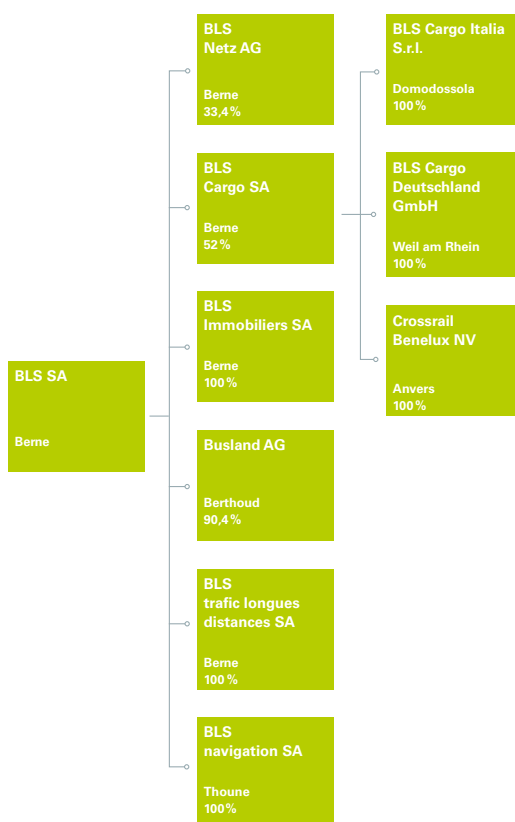 BLS SA
Berne
BLS
Netz AG
Berne
33,4%
BLS
Cargo SA
Berne
52%
BLS
Immobiliers SA
Berne
100%
Busland AG
Berthoud
90,4%
BLS
trafic longues
distances SA
Berne
100%
BLS
navigation SA
Thoune
100%
BLS Cargo Italia
S.r.l.
Domodossola
100%
BLS Cargo
Deutschland
GmbH
Weil am Rhein
100%
Crossrail
Benelux NV
Anvers
100%